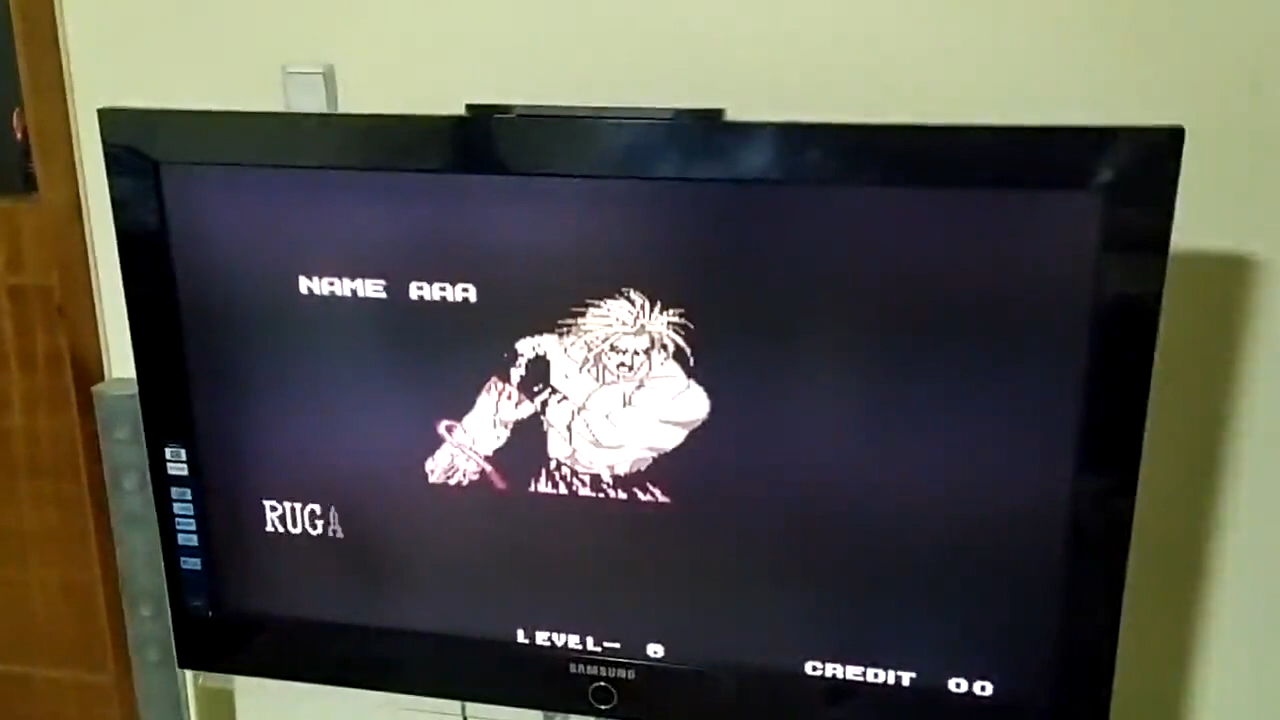 NAME AAA
RUGA
LEVEL- 6
SAMSUNG
CREDIT 00